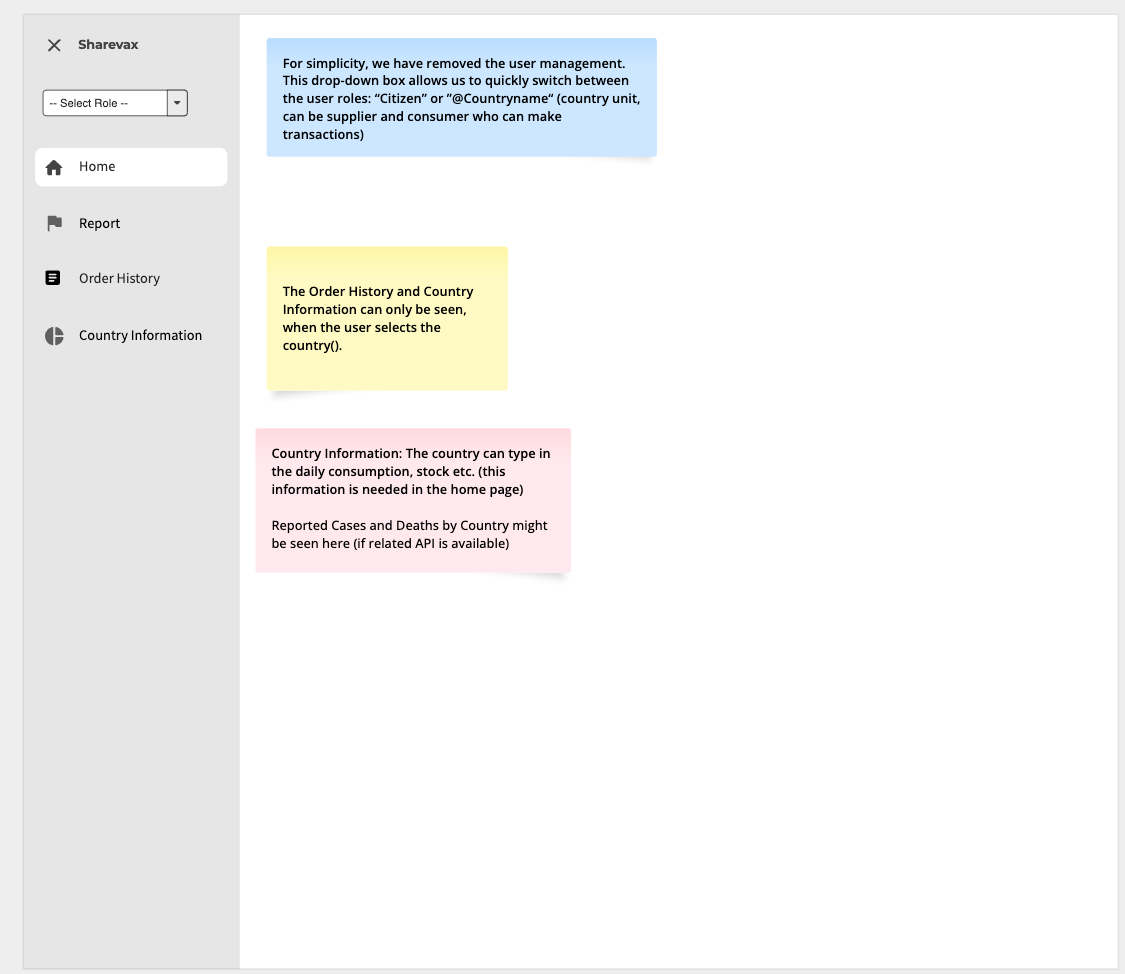 Sharevax
-- Select Role --
Home
Report
Order History
Country Information
For simplicity, we have removed the user management.
This drop-down box allows us to quickly switch between
the user roles: “Citizen” or ”@Countryname“ (country unit,
can be supplier and consumer who can make
transactions)
The Order History and Country
Information can only be seen,
when the user selects the
country().
Country Information: The country can type in
the daily consumption, stock etc. (this
information is needed in the home page)
Reported Cases and Deaths by Country might
be seen here (if related API is available)